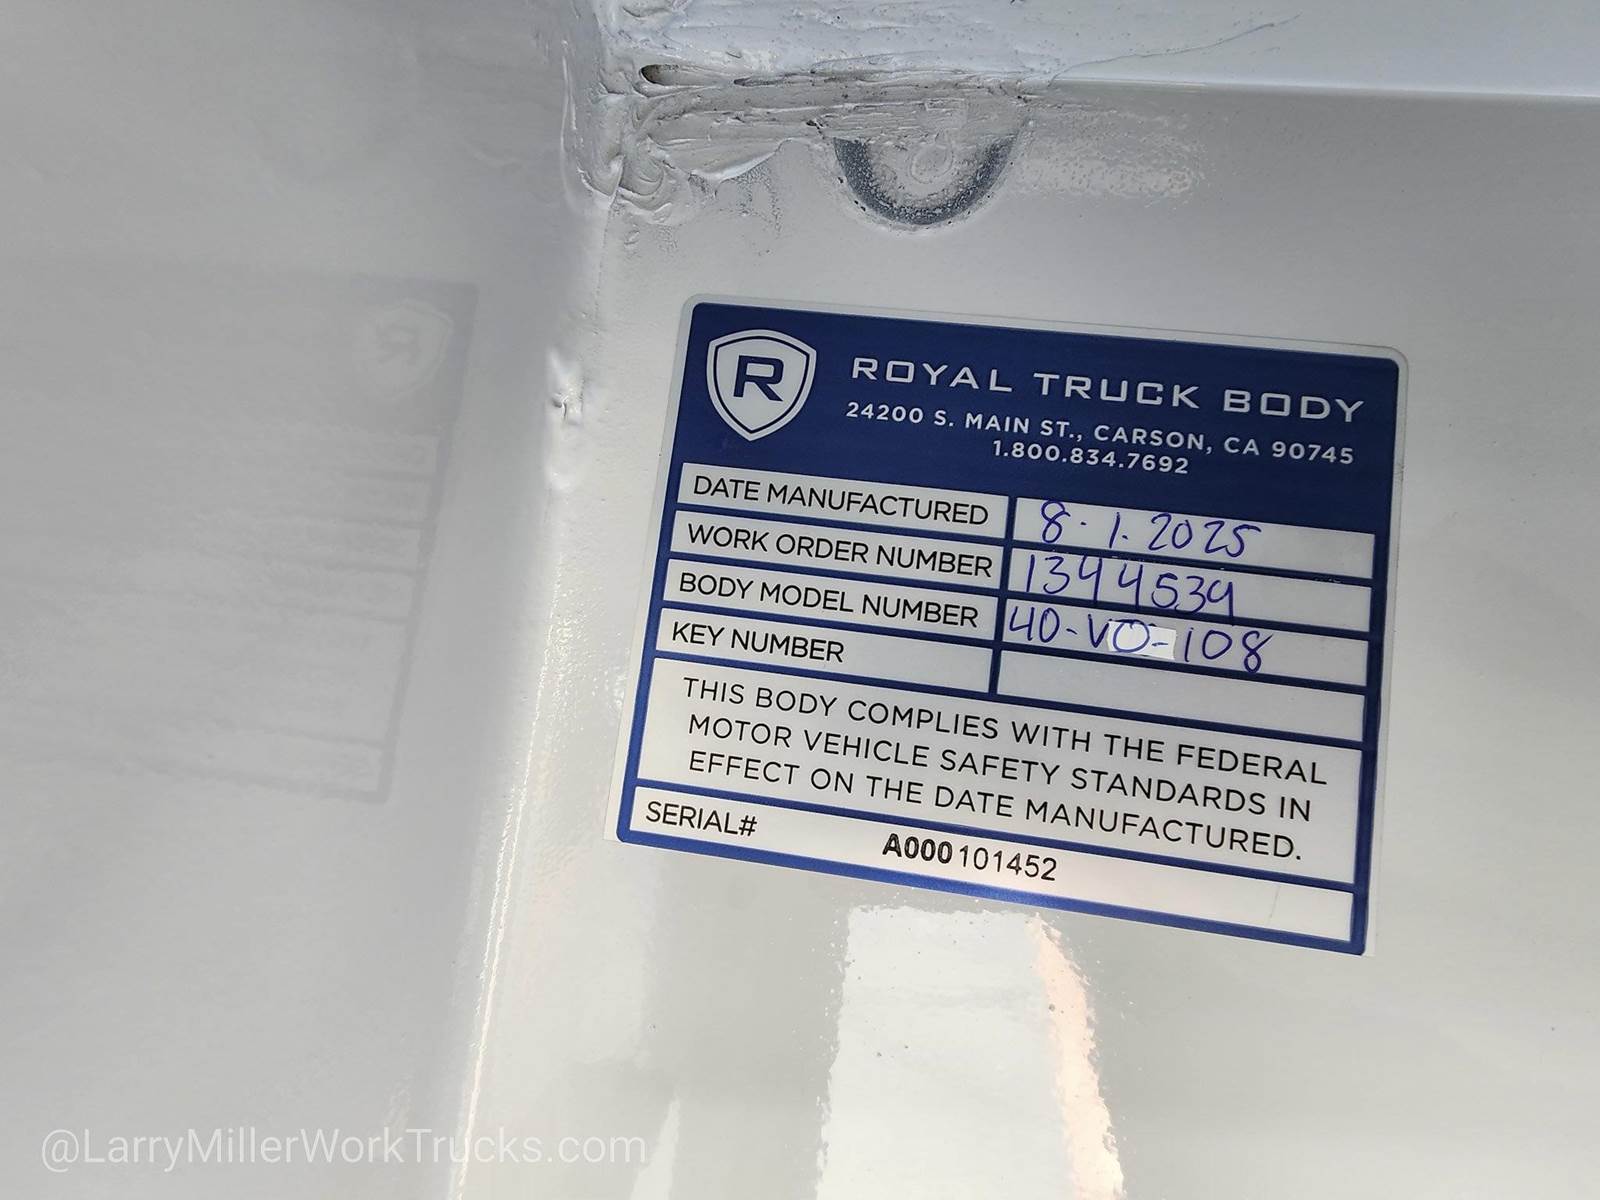 R
ROYAL TRUCK BODY
24200 S. MAIN ST., CARSON, CA 90745
1.800.834.7692
DATE MANUFACTURED 8.1.2025
WORK ORDER NUMBER 1394539
BODY MODEL NUMBER 40-VO-108
KEY NUMBER
THIS BODY COMPLIES WITH THE FEDERAL
MOTOR VEHICLE SAFETY STANDARDS IN
EFFECT ON THE DATE MANUFACTURED.
SERIAL# A000101452
@LarryMillerWorkTrucks.com